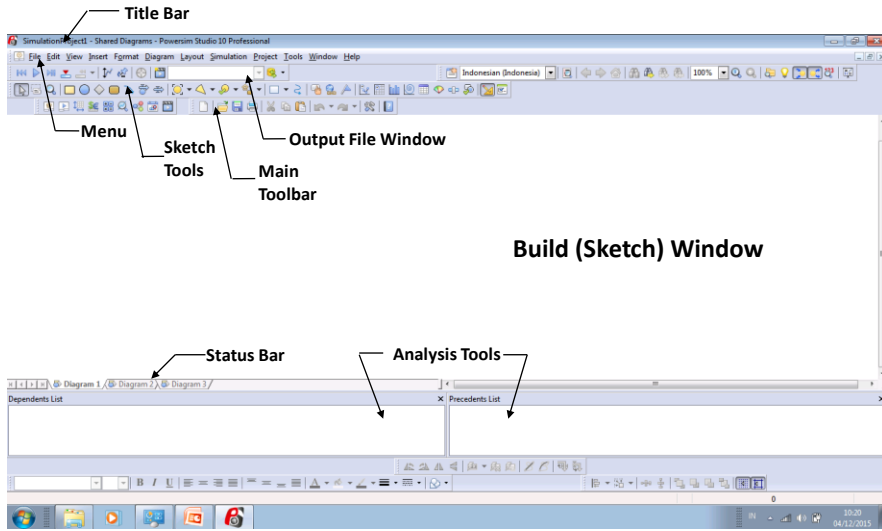 Title Bar
SimulationProject1 - Shared Diagrams - Powersim Studio 10 Professional
File Edit View Insert Format Diagram Layout Simulation Project Tools Window Help
Indonesian (Indonesia) 100%
Menu
Sketch
Tools
Output File Window
Main
Toolbar
Build (Sketch) Window
Status Bar
Analysis Tools
Diagram 1 Diagram 2 Diagram 3
Dependents List
Precedents List
B I U A
0
IN
10:20
04/12/2015